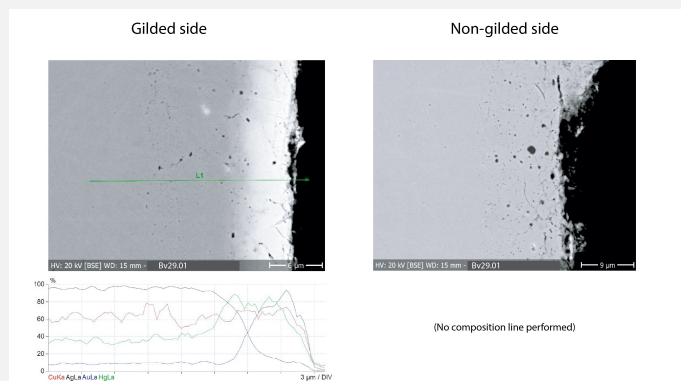 Gilded side
Non-gilded side
L1
HV: 20 kV [BSE] WD: 15 mm - Bv29.01
6 µm
HV: 20 kV [BSE] WD: 15 mm - Bv29.01
9 µm
%
100
80
60
40
20
0
CuKa AgLa AuLa HgLa
3 µm / DIV
(No composition line performed)